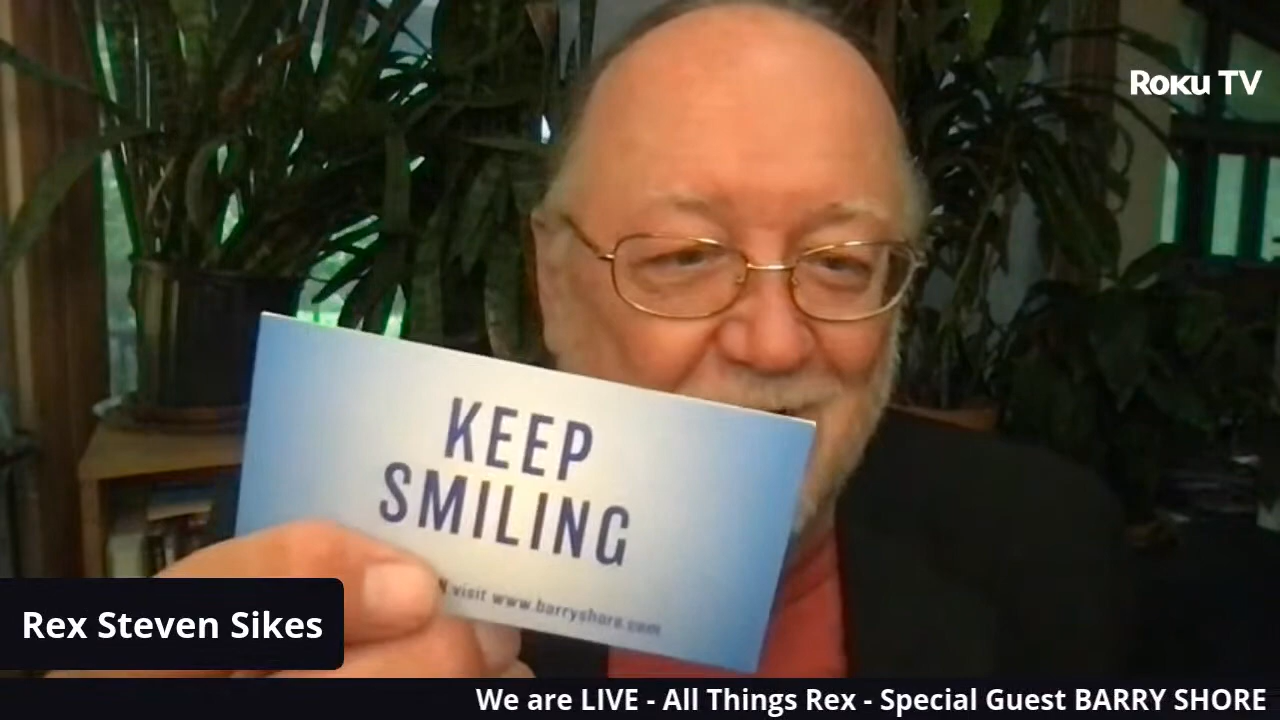 Roku TV
KEEP
SMILING
visit www.barryshore.com
Rex Steven Sikes
We are LIVE - All Things Rex - Special Guest BARRY SHORE